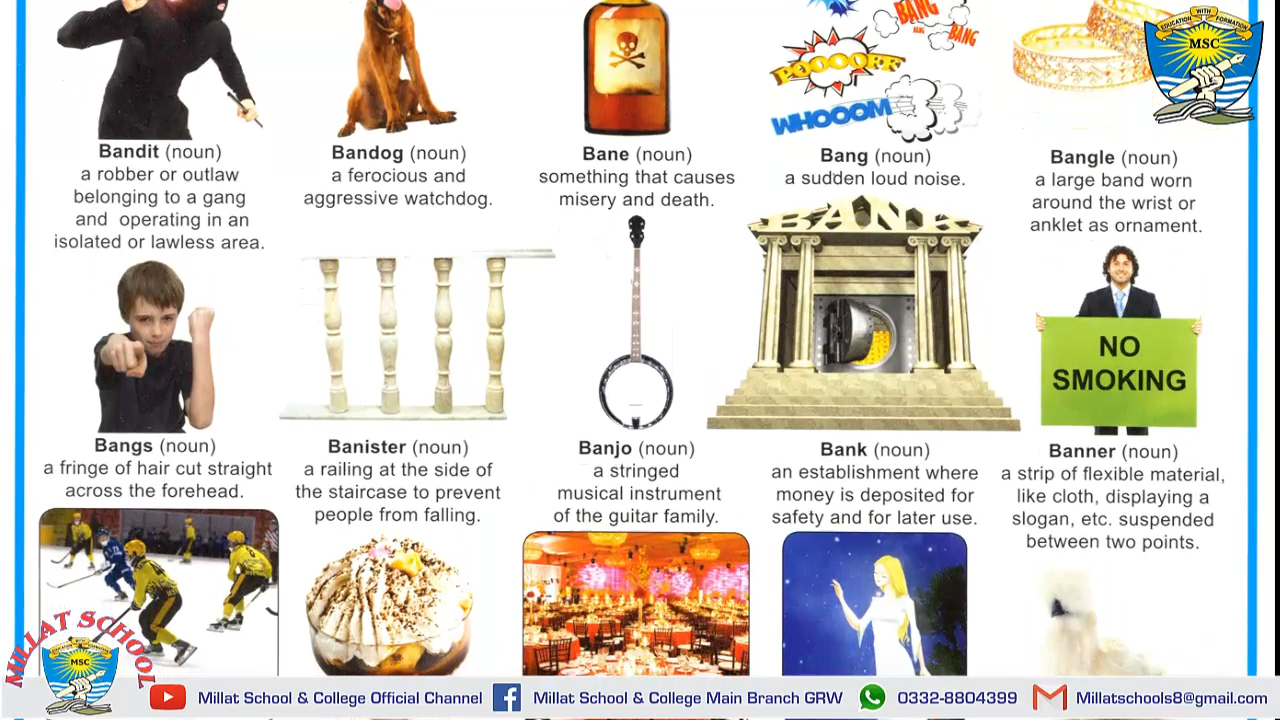 BANG
BANG
BANG
POOOOFF
WHOOOM
EDUCATION WITH FORMATION
MSC
Bandit (noun)
a robber or outlaw
belonging to a gang
and operating in an
isolated or lawless area.
Bandog (noun)
a ferocious and
aggressive watchdog.
Bane (noun)
something that causes
misery and death.
Bang (noun)
a sudden loud noise.
Bangle (noun)
a large band worn
around the wrist or
anklet as ornament.
BANK
NO
SMOKING
Bangs (noun)
a fringe of hair cut straight
across the forehead.
Banister (noun)
a railing at the side of
the staircase to prevent
people from falling.
Banjo (noun)
a stringed
musical instrument
of the guitar family.
Bank (noun)
an establishment where
money is deposited for
safety and for later use.
Banner (noun)
a strip of flexible material,
like cloth, displaying a
slogan, etc. suspended
between two points.
MILLAT SCHOOL
MSC
Millat School & College Official Channel
Millat School & College Main Branch GRW
0332-8804399
Millatschools8@gmail.com